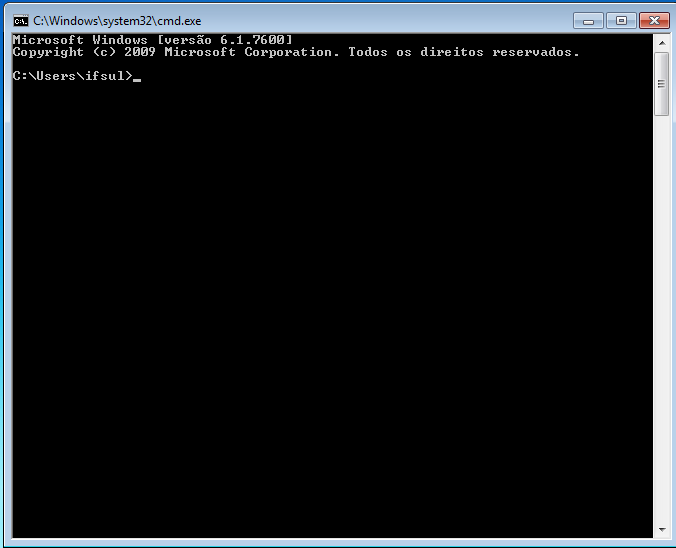 C:\Windows\system32\cmd.exe
Microsoft Windows [versão 6.1.7600]
Copyright (c) 2009 Microsoft Corporation. Todos os direitos reservados.
C:\Users\ifsul>_